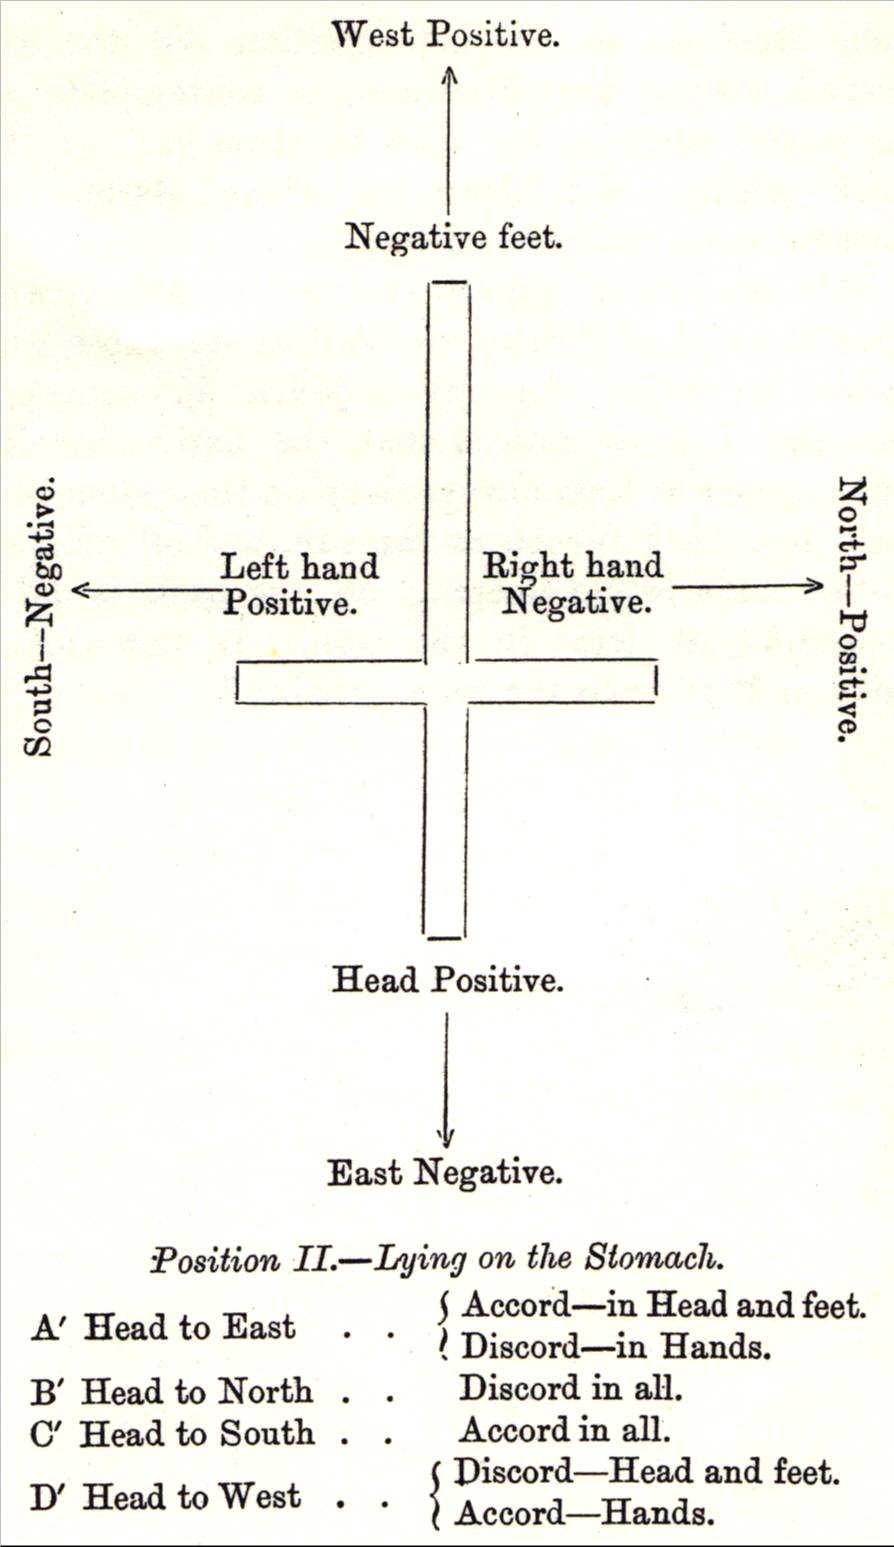 West Positive.
Negative feet.
South—Negative.
Left hand
Positive.
Right hand
Negative.
North—Positive.
Head Positive.
East Negative.
Position II.—Lying on the Stomach.
A′ Head to East . . { Accord—in Head and feet.
Discord—in Hands.
B′ Head to North . . Discord in all.
C′ Head to South . . Accord in all.
D′ Head to West . . { Discord—Head and feet.
Accord—Hands.